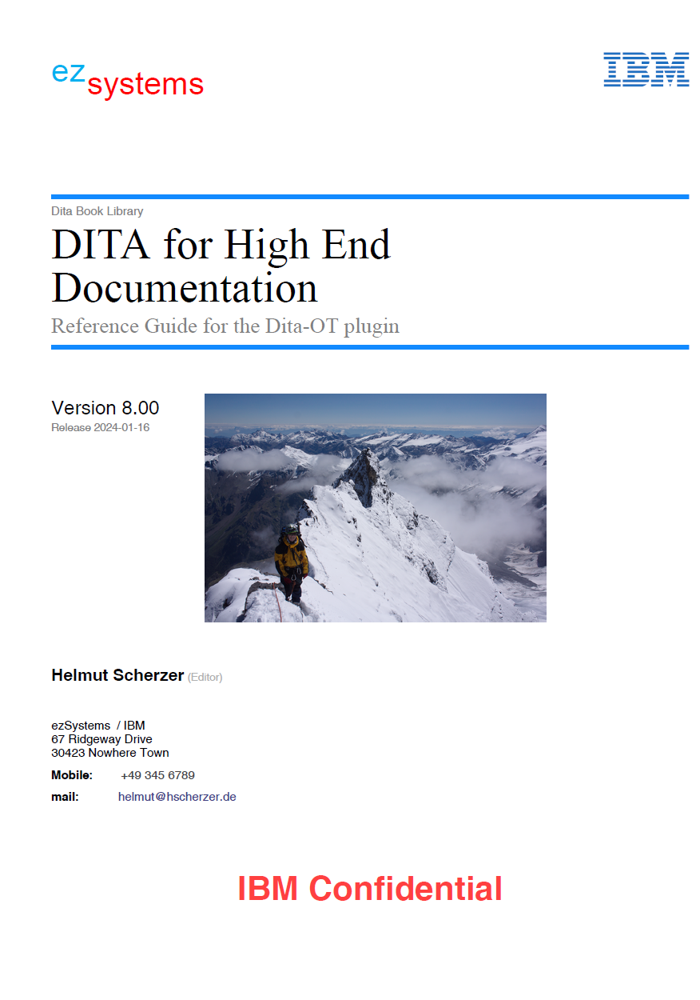 ez
systems
IBM
Dita Book Library
DITA for High End
Documentation
Reference Guide for the Dita-OT plugin
Version 8.00
Release 2024-01-16
Helmut Scherzer (Editor)
ezSystems / IBM
67 Ridgeway Drive
30423 Nowhere Town
Mobile: +49 345 6789
mail: helmut@hscherzer.de
IBM Confidential